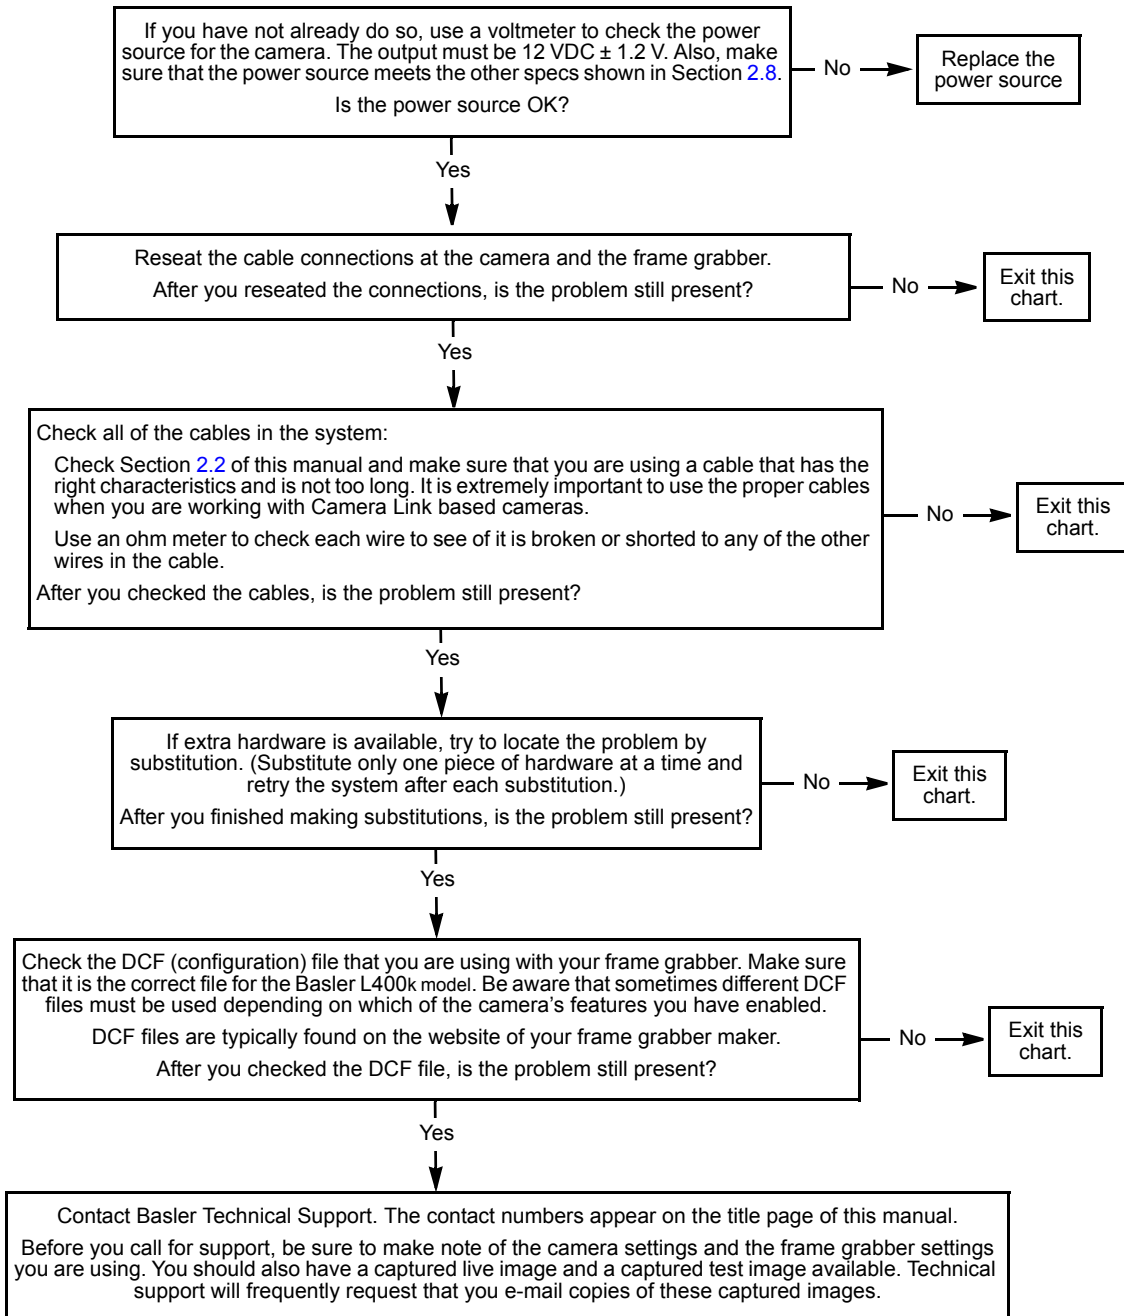 If you have not already do so, use a voltmeter to check the power
source for the camera. The output must be 12 VDC ± 1.2 V. Also, make
sure that the power source meets the other specs shown in Section 2.8.
Is the power source OK?
No
Replace the
power source
Yes
Reseat the cable connections at the camera and the frame grabber.
After you reseated the connections, is the problem still present?
No
Exit this
chart.
Yes
Check all of the cables in the system:
Check Section 2.2 of this manual and make sure that you are using a cable that has the
right characteristics and is not too long. It is extremely important to use the proper cables
when you are working with Camera Link based cameras.
Use an ohm meter to check each wire to see of it is broken or shorted to any of the other
wires in the cable.
After you checked the cables, is the problem still present?
No
Exit this
chart.
Yes
If extra hardware is available, try to locate the problem by
substitution. (Substitute only one piece of hardware at a time and
retry the system after each substitution.)
After you finished making substitutions, is the problem still present?
No
Exit this
chart.
Yes
Check the DCF (configuration) file that you are using with your frame grabber. Make sure
that it is the correct file for the Basler L400k model. Be aware that sometimes different DCF
files must be used depending on which of the camera's features you have enabled.
DCF files are typically found on the website of your frame grabber maker.
After you checked the DCF file, is the problem still present?
No
Exit this
chart.
Yes
Contact Basler Technical Support. The contact numbers appear on the title page of this manual.
Before you call for support, be sure to make note of the camera settings and the frame grabber settings
you are using. You should also have a captured live image and a captured test image available. Technical
support will frequently request that you e-mail copies of these captured images.